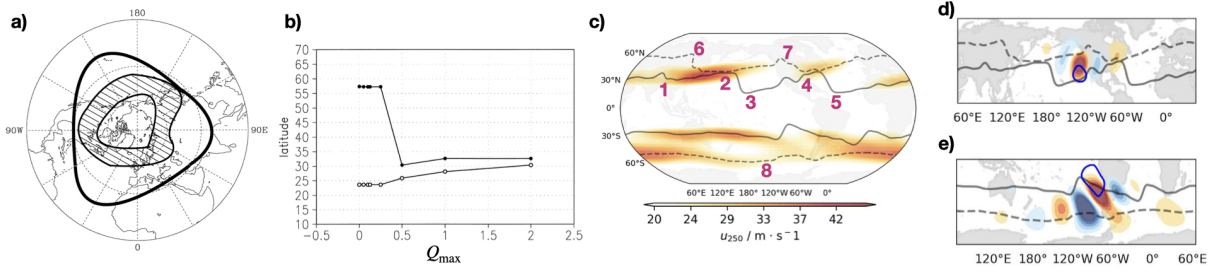 a)
180
90W
90E
0
b)
latitude
70
65
60
55
50
45
40
35
30
25
20
15
10
−0.5 0 0.5 1 1.5 2 2.5
Qmax
c)
60°N
30°N
0°
30°S
60°S
6
7
1
2
3
4
5
8
60°E 120°E 180° 120°W 60°W 0°
20 24 29 33 37 42
u250 / m · s−1
d)
60°E 120°E 180° 120°W 60°W 0°
e)
120°E 180° 120°W 60°W 0° 60°E